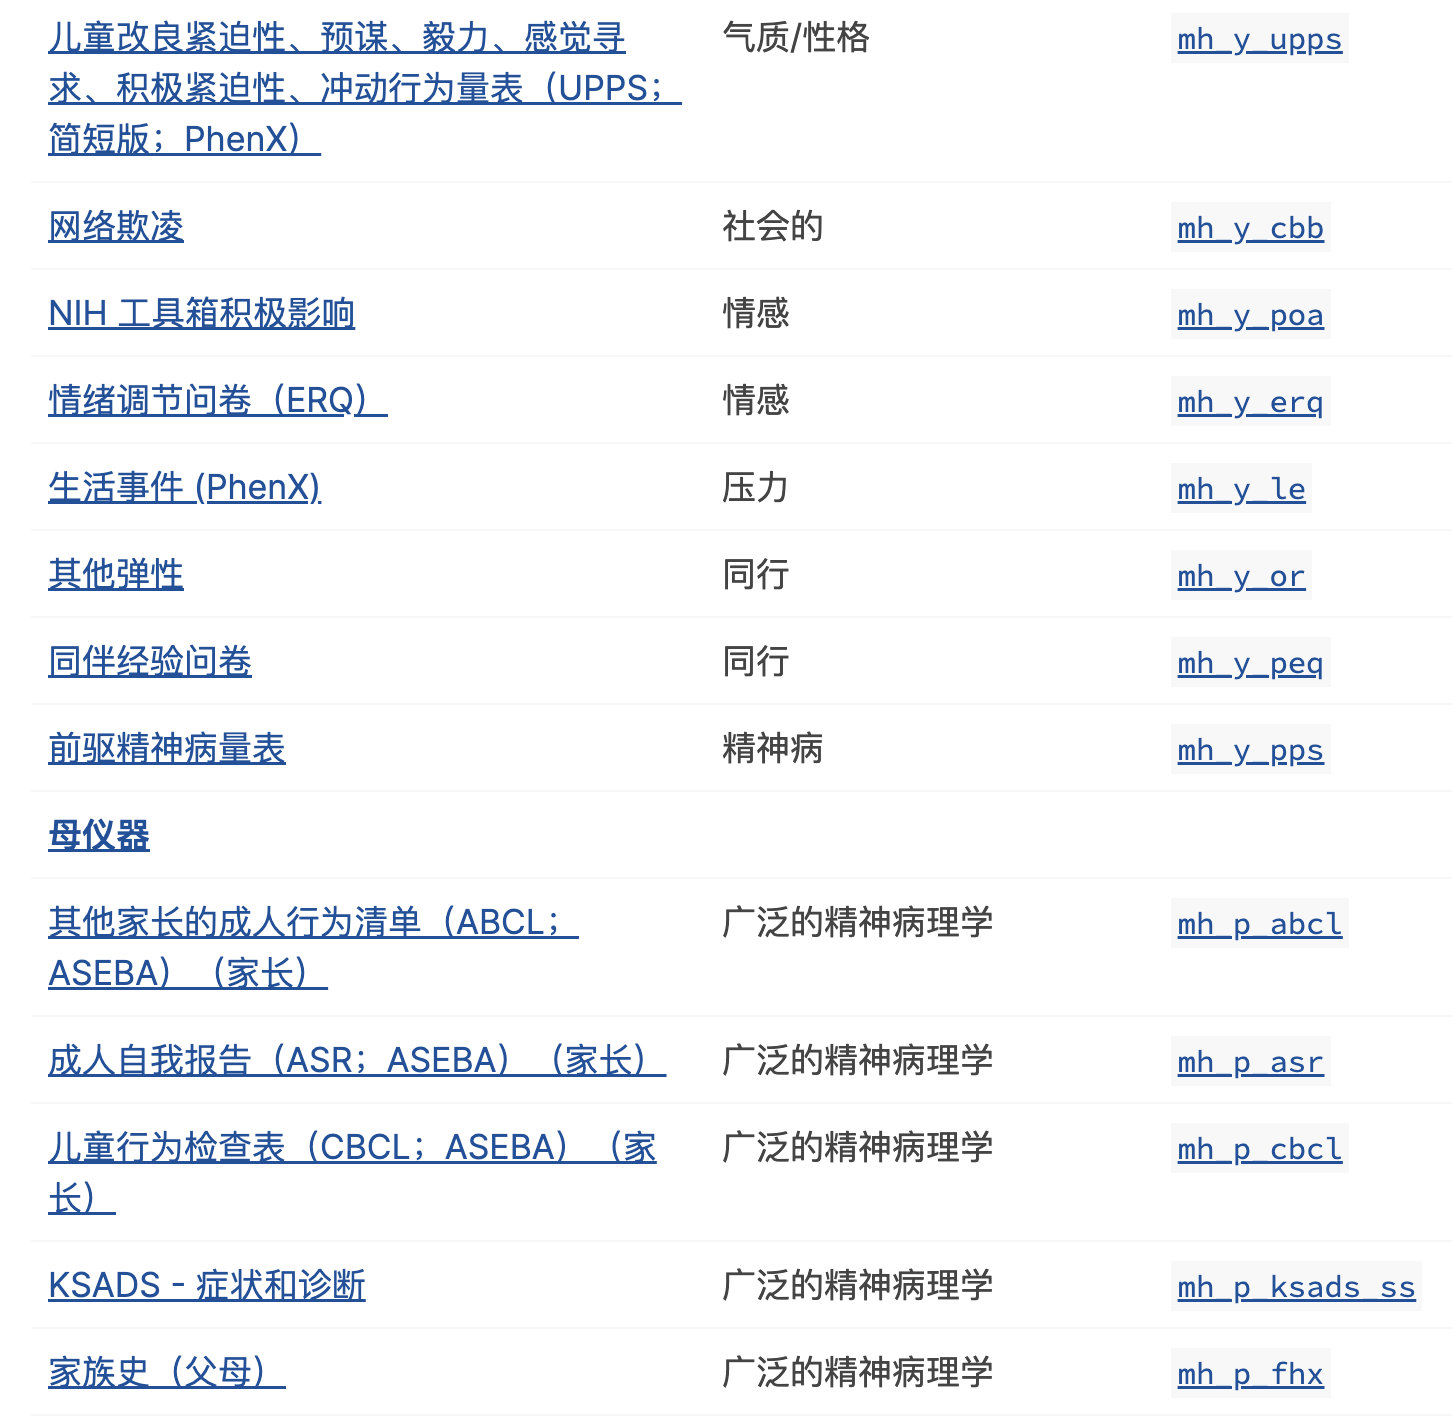 儿童改良紧迫性、预谋、毅力、感觉寻 气质/性格 mh_y_upps
求、积极紧迫性、冲动行为量表（UPPS；
简短版；PhenX）
网络欺凌 社会的 mh_y_cbb
NIH 工具箱积极影响 情感 mh_y_poa
情绪调节问卷（ERQ） 情感 mh_y_erq
生活事件 (PhenX) 压力 mh_y_le
其他弹性 同行 mh_y_or
同伴经验问卷 同行 mh_y_peq
前驱精神病量表 精神病 mh_y_pps
母仪器
其他家长的成人行为清单（ABCL； 广泛的精神病理学 mh_p_abcl
ASEBA）（家长）
成人自我报告（ASR；ASEBA）（家长） 广泛的精神病理学 mh_p_asr
儿童行为检查表（CBCL；ASEBA）（家 广泛的精神病理学 mh_p_cbcl
长）
KSADS - 症状和诊断 广泛的精神病理学 mh_p_ksads_ss
家族史（父母） 广泛的精神病理学 mh_p_fhx